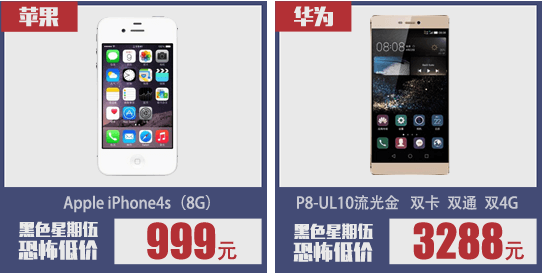 苹果
Apple iPhone4s（8G）
黑色星期伍
恐怖低价
999元
华为
08:08
P8-UL10流光金 双卡 双通 双4G
黑色星期伍
恐怖低价
3288元